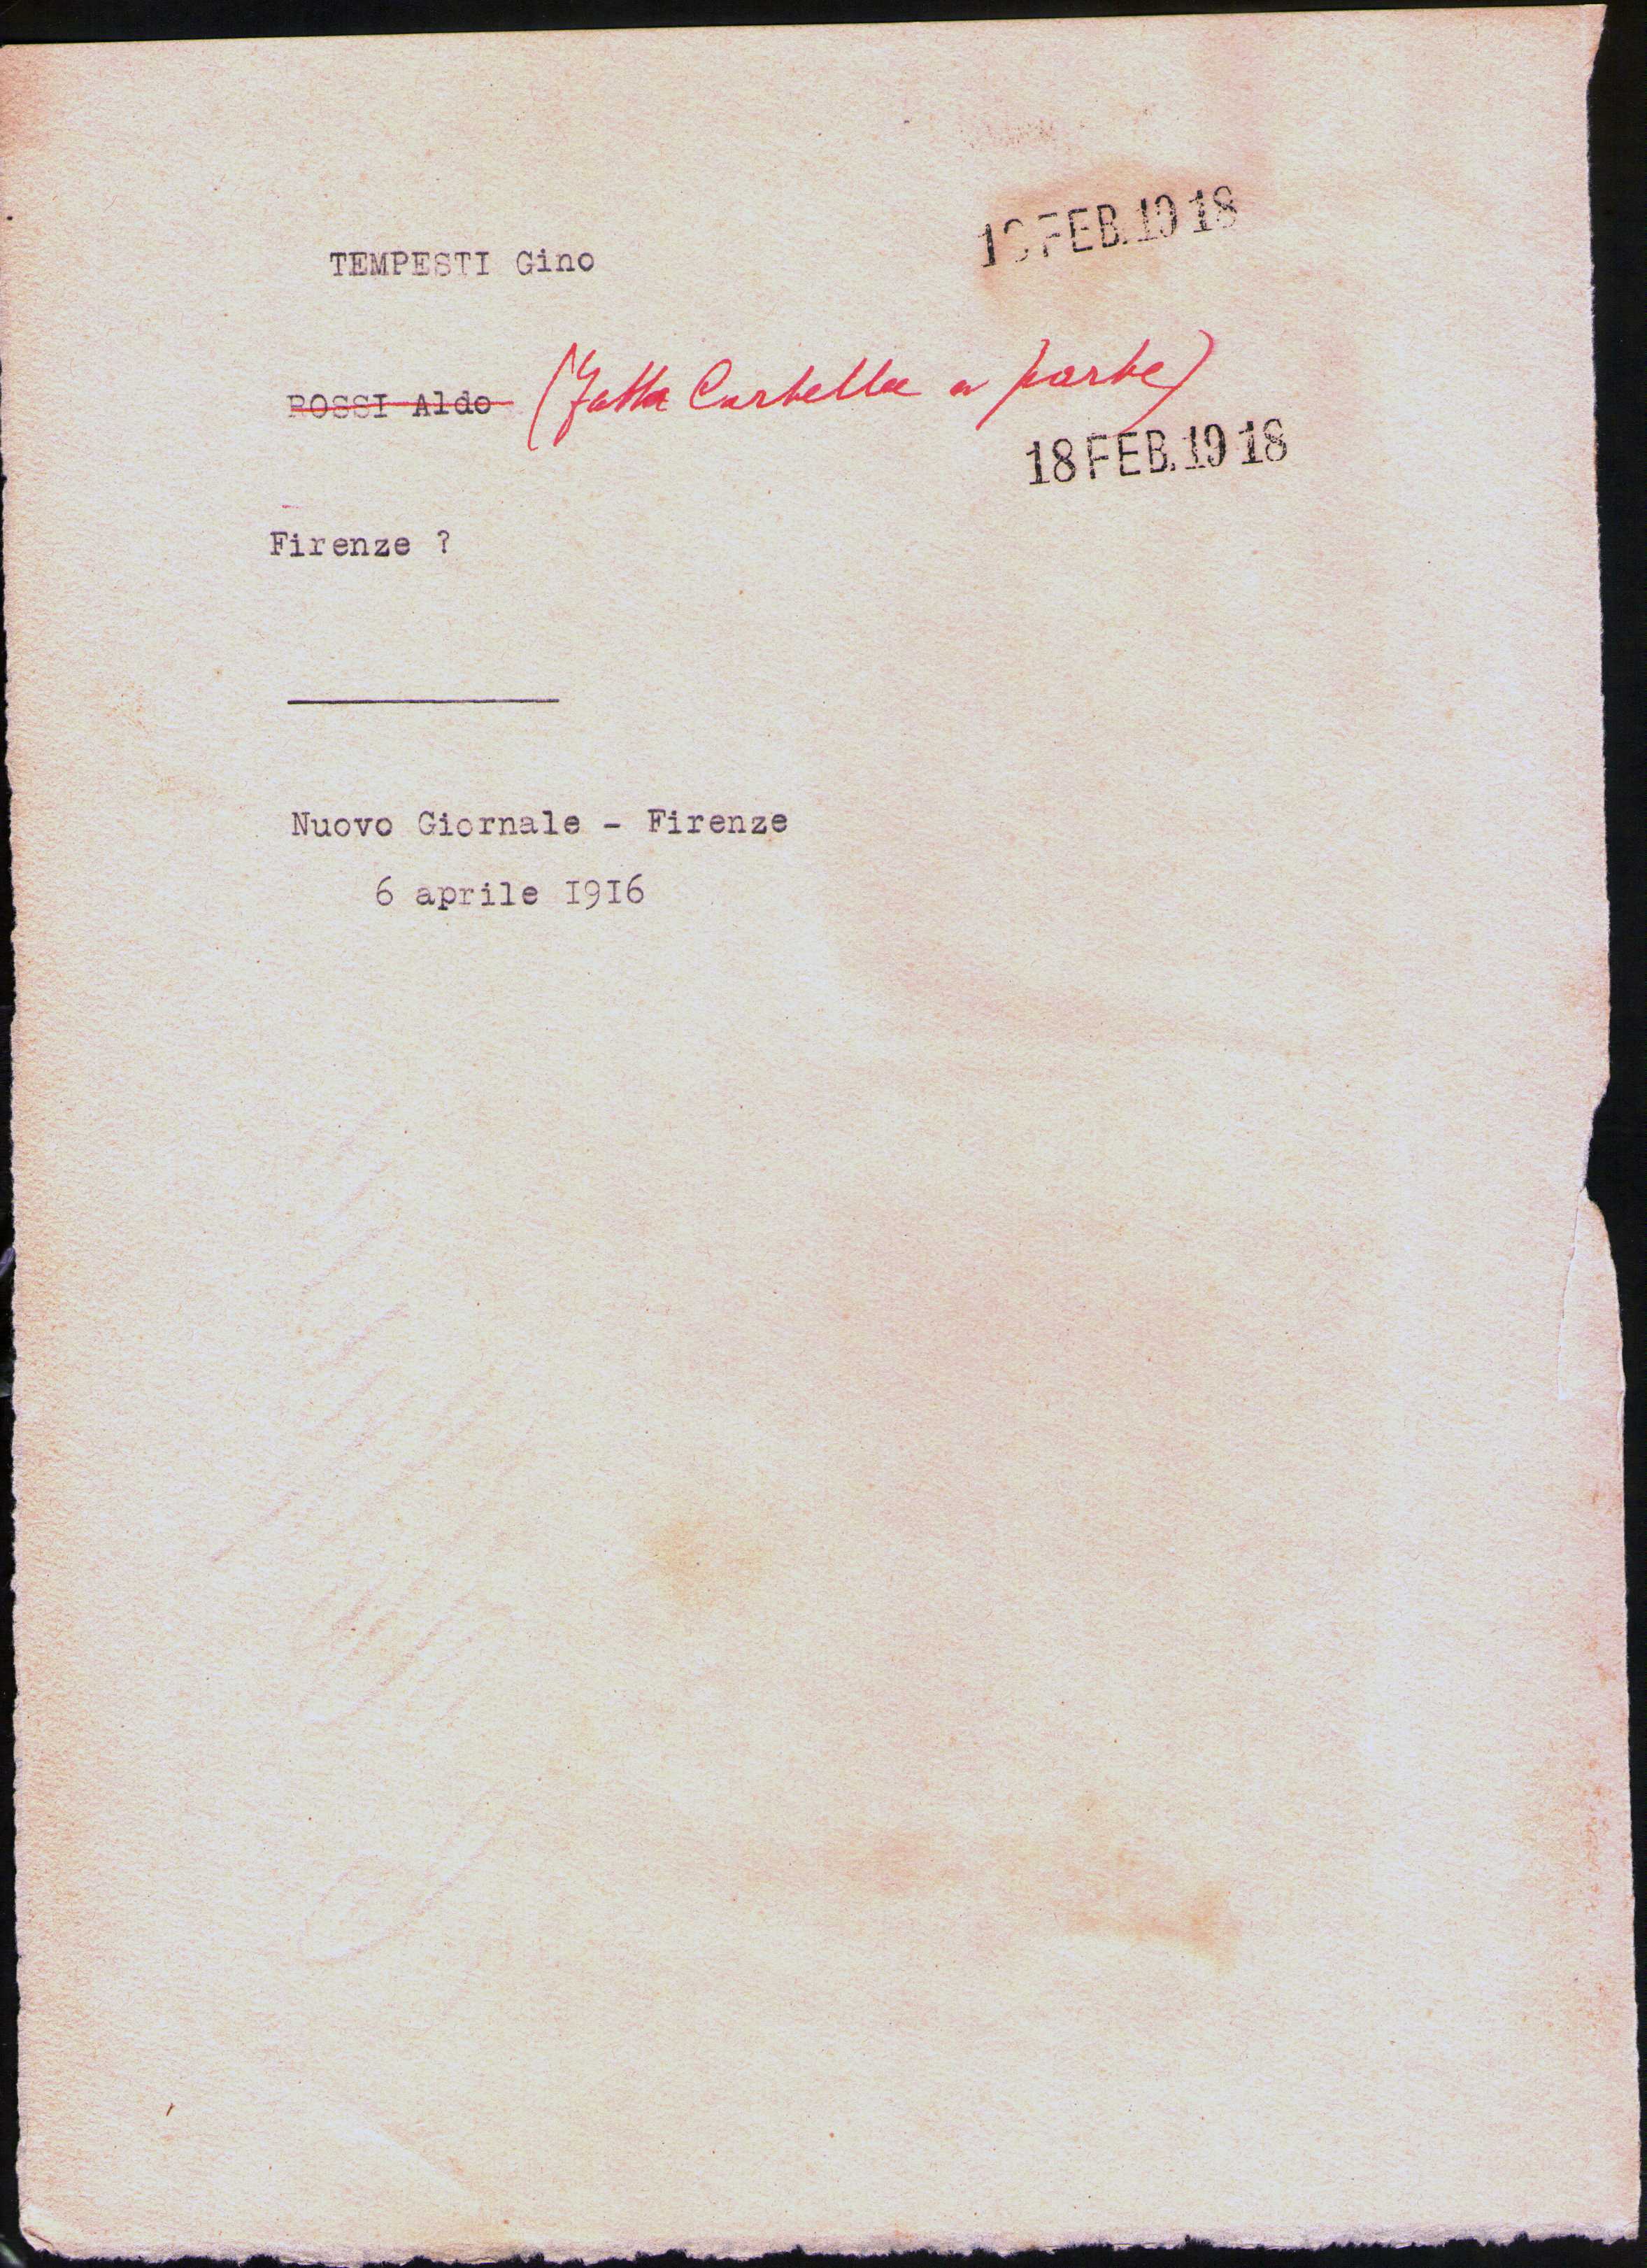 18 FEB. 1918
TEMPESTI Gino
ROSSI Aldo (Fatta Cartella a parte)
18 FEB. 1918
Firenze ?
Nuovo Giornale - Firenze
6 aprile 1916